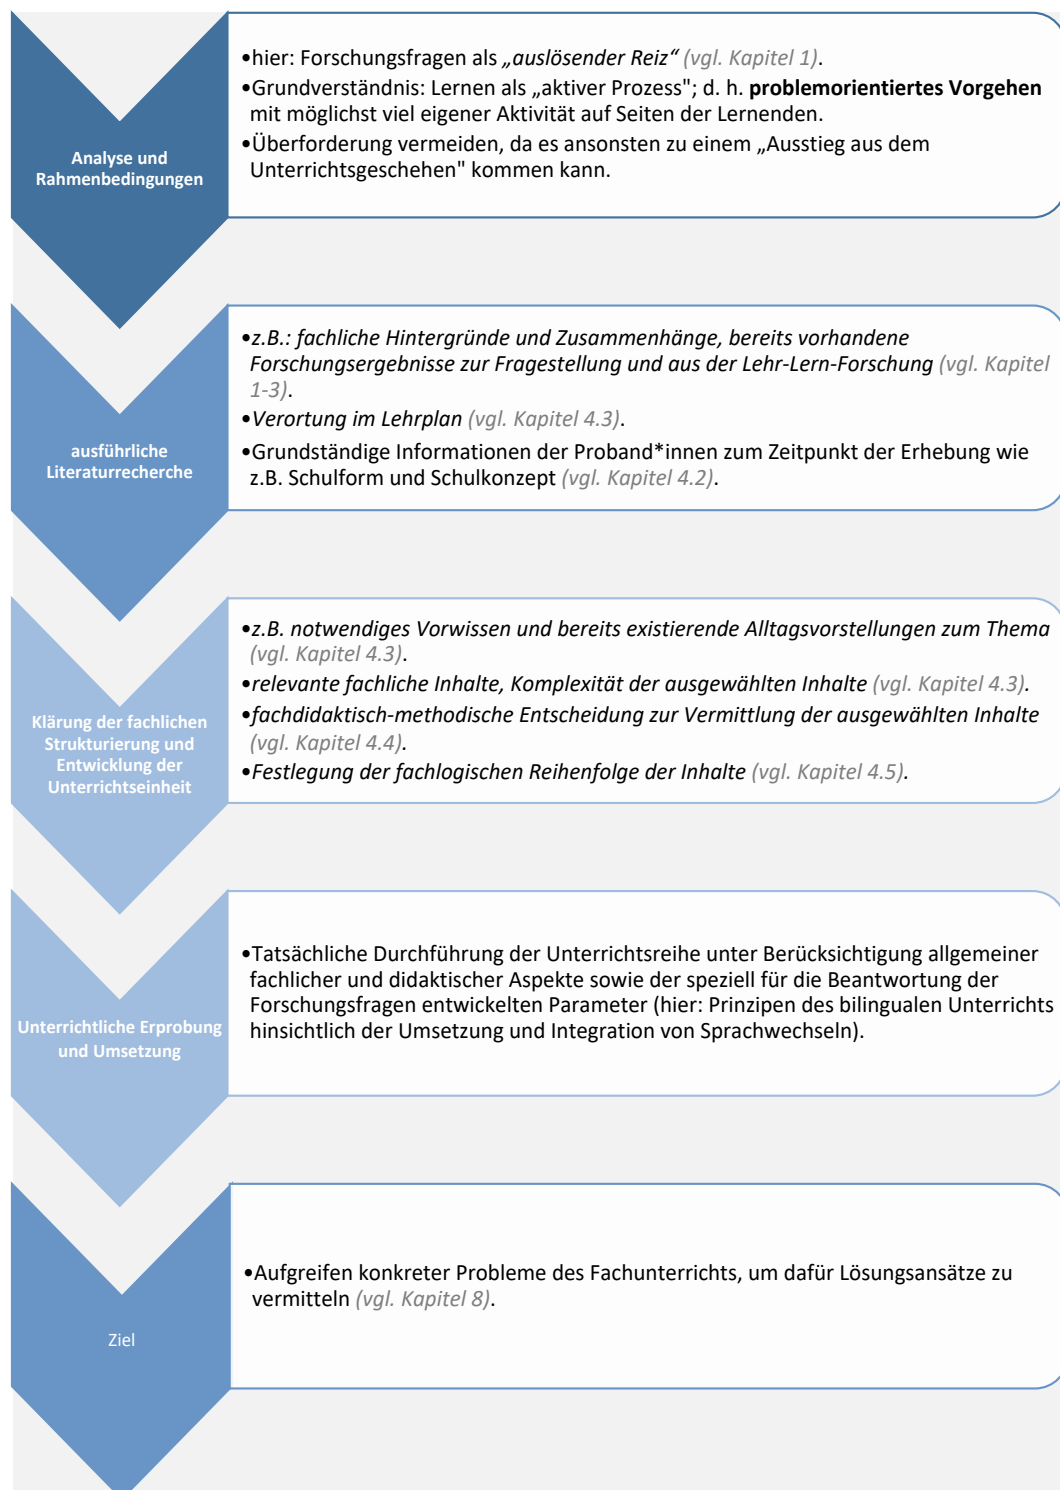 Analyse und
Rahmenbedingungen
•hier: Forschungsfragen als „auslösender Reiz“ (vgl. Kapitel 1).
•Grundverständnis: Lernen als „aktiver Prozess"; d. h. problemorientiertes Vorgehen
mit möglichst viel eigener Aktivität auf Seiten der Lernenden.
•Überforderung vermeiden, da es ansonsten zu einem „Ausstieg aus dem
Unterrichtsgeschehen" kommen kann.
ausführliche
Literaturrecherche
•z.B.: fachliche Hintergründe und Zusammenhänge, bereits vorhandene
Forschungsergebnisse zur Fragestellung und aus der Lehr-Lern-Forschung (vgl. Kapitel
1-3).
•Verortung im Lehrplan (vgl. Kapitel 4.3).
•Grundständige Informationen der Proband*innen zum Zeitpunkt der Erhebung wie
z.B. Schulform und Schulkonzept (vgl. Kapitel 4.2).
Klärung der fachlichen
Strukturierung und
Entwicklung der
Unterrichtseinheit
•z.B. notwendiges Vorwissen und bereits existierende Alltagsvorstellungen zum Thema
(vgl. Kapitel 4.3).
•relevante fachliche Inhalte, Komplexität der ausgewählten Inhalte (vgl. Kapitel 4.3).
•fachdidaktisch-methodische Entscheidung zur Vermittlung der ausgewählten Inhalte
(vgl. Kapitel 4.4).
•Festlegung der fachlogischen Reihenfolge der Inhalte (vgl. Kapitel 4.5).
Unterrichtliche Erprobung
und Umsetzung
•Tatsächliche Durchführung der Unterrichtsreihe unter Berücksichtigung allgemeiner
fachlicher und didaktischer Aspekte sowie der speziell für die Beantwortung der
Forschungsfragen entwickelten Parameter (hier: Prinzipen des bilingualen Unterrichts
hinsichtlich der Umsetzung und Integration von Sprachwechseln).
Ziel
•Aufgreifen konkreter Probleme des Fachunterrichts, um dafür Lösungsansätze zu
vermitteln (vgl. Kapitel 8).